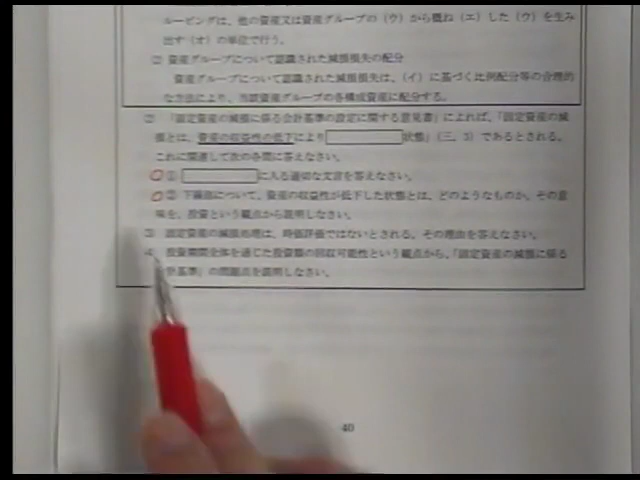 ルーピングは、他の資産又は資産グループの（ウ）から概ね（エ）した（ウ）を生み
出す（オ）の単位で行う。
② 資産グループについて認識された減損損失の配分
資産グループについて認識された減損損失は、（イ）に基づく比例配分等の合理的
な方法により、当該資産グループの各構成資産に配分する。
⑵ 「固定資産の減損に係る会計基準の設定に関する意見書」によれば、「固定資産の減
損とは、資産の収益性の低下により 状態」（三．3）であるとされる。
これに関連して次の各問に答えなさい。
① に入る適切な文言を答えなさい。
② 下線部について、資産の収益性が低下した状態とは、どのようなものか。その意
味を、投資という観点から説明しなさい。
③ 固定資産の減損処理は、時価評価ではないとされる。その理由を答えなさい。
④ 投資期間全体を通じた投資額の回収可能性という観点から、「固定資産の減損に係る
会計基準」の問題点を説明しなさい。
40